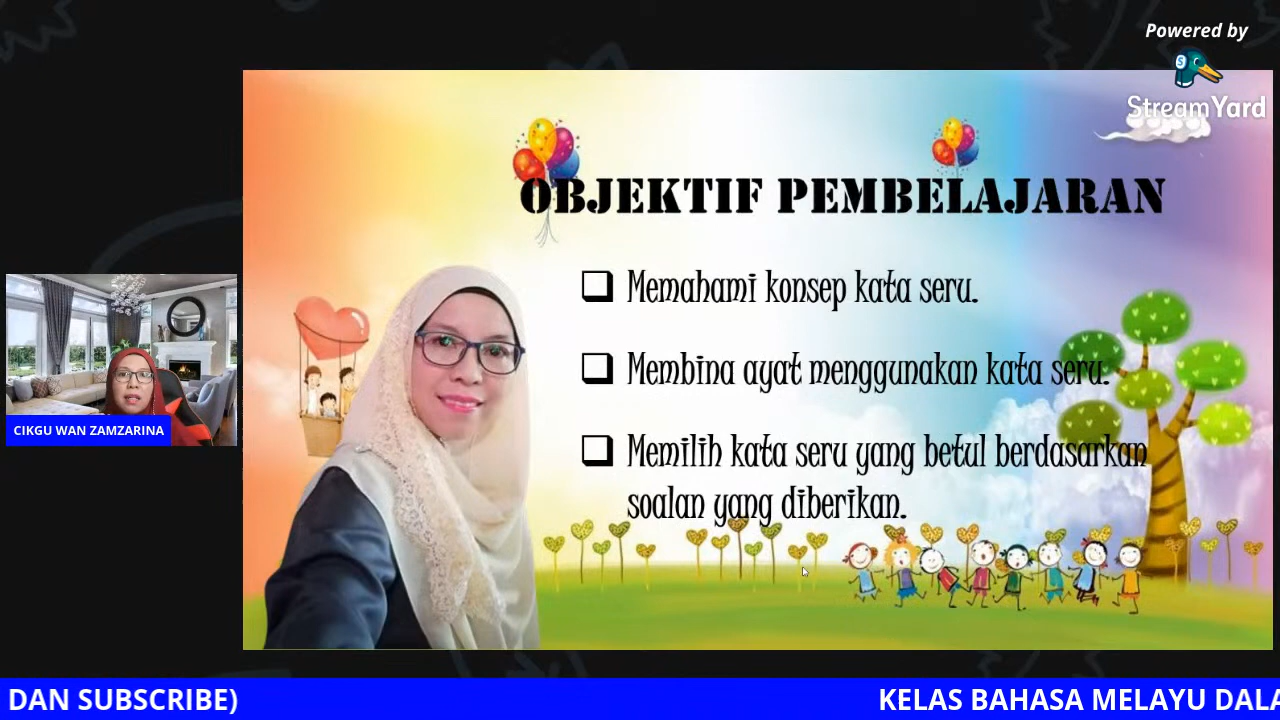 Powered by
StreamYard
OBJEKTIF PEMBELAJARAN
Memahami konsep kata seru.
Membina ayat menggunakan kata seru.
Memilih kata seru yang betul berdasarkan
soalan yang diberikan.
CIKGU WAN ZAMZARINA
DAN SUBSCRIBE) KELAS BAHASA MELAYU